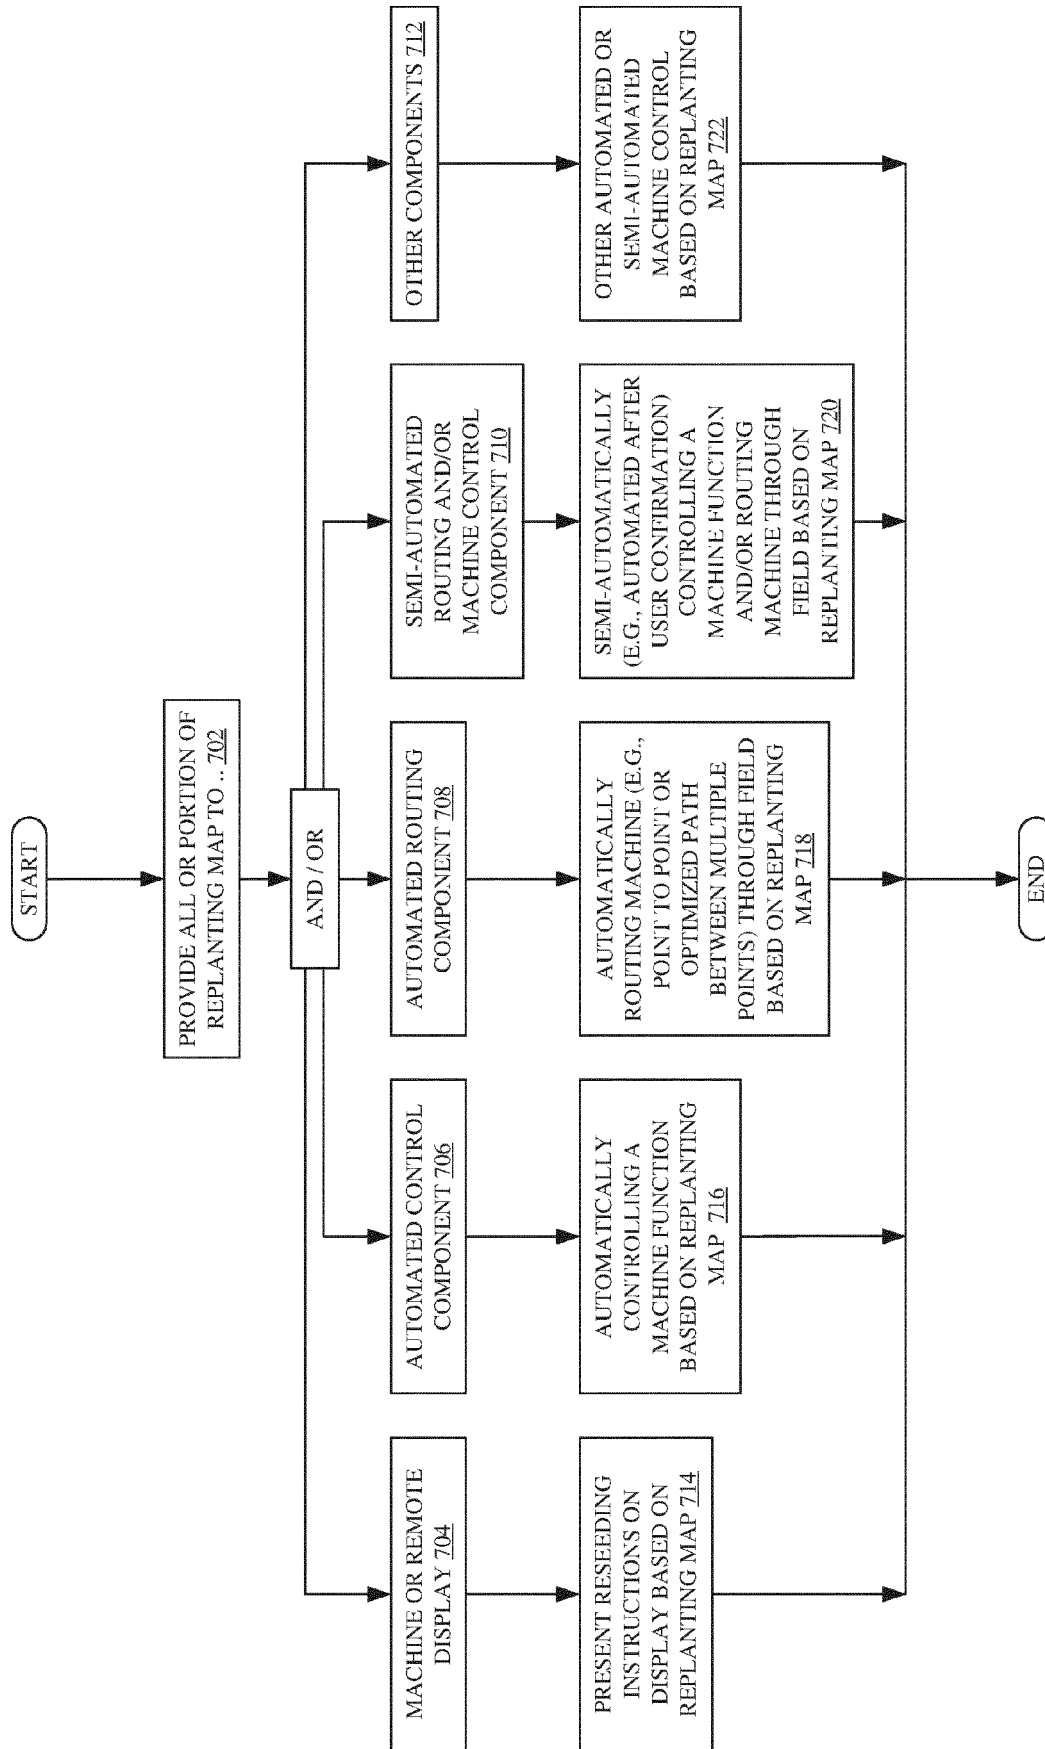 START
PROVIDE ALL OR PORTION OF
REPLANTING MAP TO .. 702
AND / OR
MACHINE OR REMOTE
DISPLAY 704
AUTOMATED CONTROL
COMPONENT 706
AUTOMATED ROUTING
COMPONENT 708
SEMI-AUTOMATED
ROUTING AND/OR
MACHINE CONTROL
COMPONENT 710
OTHER COMPONENTS 712
PRESENT RESEEDING
INSTRUCTIONS ON
DISPLAY BASED ON
REPLANTING MAP 714
AUTOMATICALLY
CONTROLLING A
MACHINE FUNCTION
BASED ON REPLANTING
MAP 716
AUTOMATICALLY
ROUTING MACHINE (E.G.,
POINT TO POINT OR
OPTIMIZED PATH
BETWEEN MULTIPLE
POINTS) THROUGH FIELD
BASED ON REPLANTING
MAP 718
SEMI-AUTOMATICALLY
(E.G., AUTOMATED AFTER
USER CONFIRMATION)
CONTROLLING A
MACHINE FUNCTION
AND/OR ROUTING
MACHINE THROUGH
FIELD BASED ON
REPLANTING MAP 720
OTHER AUTOMATED OR
SEMI-AUTOMATED
MACHINE CONTROL
BASED ON REPLANTING
MAP 722
END